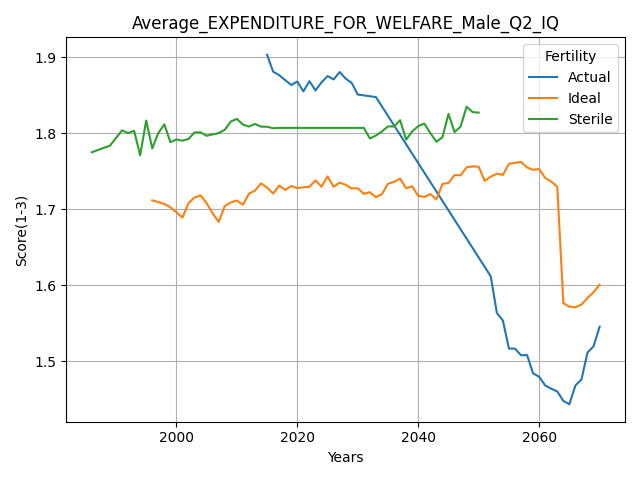 Average_EXPENDITURE_FOR_WELFARE_Male_Q2_IQ
Fertility
Actual
Ideal
Sterile
Score(1-3)
1.9
1.8
1.7
1.6
1.5
2000 2020 2040 2060
Years